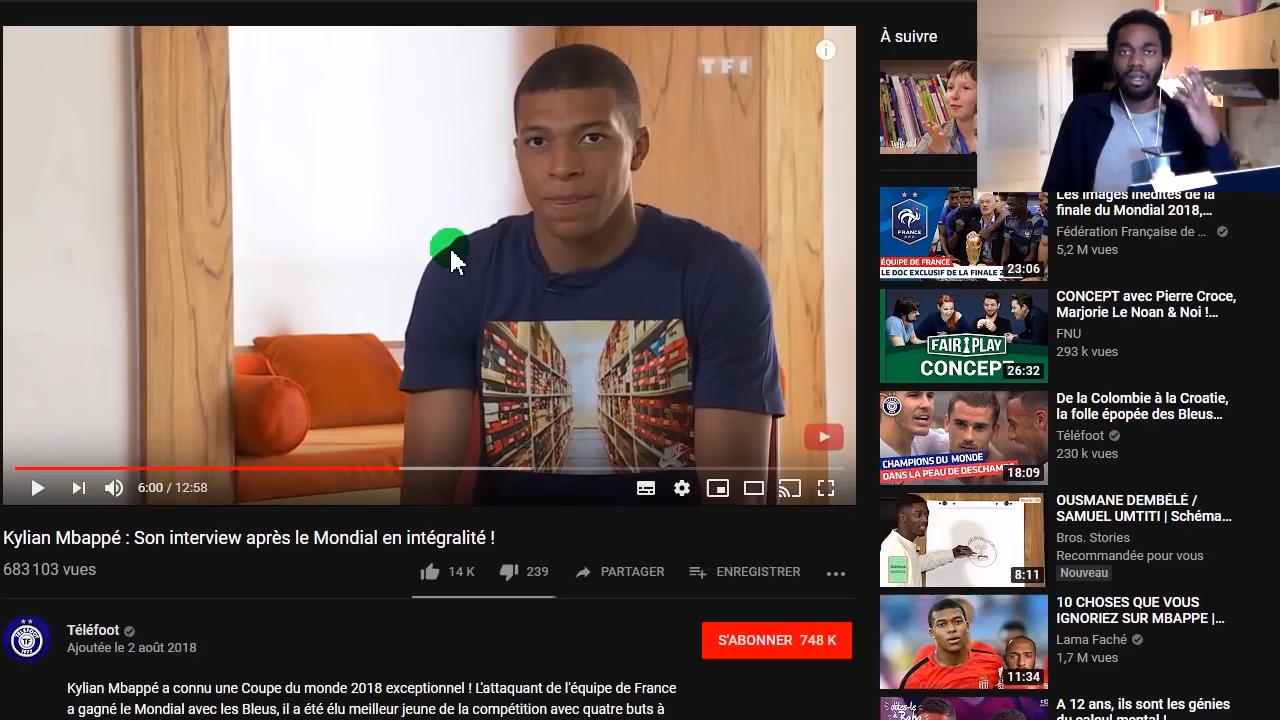 TF1
6:00 / 12:58
Kylian Mbappé : Son interview après le Mondial en intégralité !
683 103 vues
14 K
239
PARTAGER
ENREGISTRER
Téléfoot
Ajoutée le 2 août 2018
S'ABONNER 748 K
Kylian Mbappé a connu une Coupe du monde 2018 exceptionnel ! L'attaquant de l'équipe de France
a gagné le Mondial avec les Bleus, il a été élu meilleur jeune de la compétition avec quatre buts à
À suivre
FRANCE
ÉQUIPE DE FRANCE
LE DOC EXCLUSIF DE LA FINALE 2
23:06
Les images inédites de la
finale du Mondial 2018,...
Fédération Française de ...
5,2 M vues
FAIR PLAY
CONCEPT
26:32
CONCEPT avec Pierre Croce,
Marjorie Le Noan & Noi !...
FNU
293 k vues
CHAMPIONS DU MONDE
DANS LA PEAU DE DESCHAM
18:09
De la Colombie à la Croatie,
la folle épopée des Bleus...
Téléfoot
230 k vues
8:11
OUSMANE DEMBÉLÉ /
SAMUEL UMTITI | Schéma...
Bros. Stories
Recommandée pour vous
Nouveau
11:34
10 CHOSES QUE VOUS
IGNORIEZ SUR MBAPPE |...
Lama Faché
1,7 M vues
A 12 ans, ils sont les génies
du calcul mental !